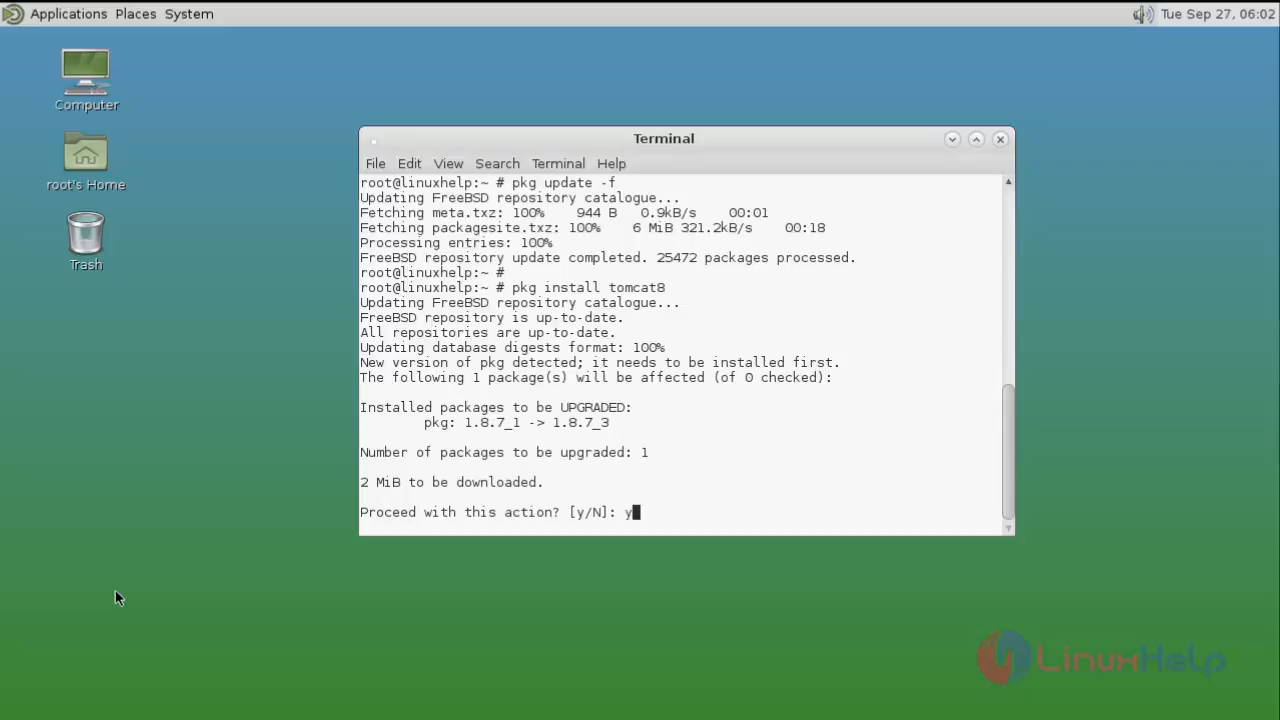 Applications Places System
Tue Sep 27, 06:02
Computer
root's Home
Trash
Terminal
File Edit View Search Terminal Help
root@linuxhelp:~ # pkg update -f
Updating FreeBSD repository catalogue...
Fetching meta.txz: 100%    944 B   0.9kB/s    00:01
Fetching packagesite.txz: 100%    6 MiB 321.2kB/s    00:18
Processing entries: 100%
FreeBSD repository update completed. 25472 packages processed.
root@linuxhelp:~ #
root@linuxhelp:~ # pkg install tomcat8
Updating FreeBSD repository catalogue...
FreeBSD repository is up-to-date.
All repositories are up-to-date.
Updating database digests format: 100%
New version of pkg detected; it needs to be installed first.
The following 1 package(s) will be affected (of 0 checked):
Installed packages to be UPGRADED:
        pkg: 1.8.7_1 -> 1.8.7_3
Number of packages to be upgraded: 1
2 MiB to be downloaded.
Proceed with this action? [y/N]: y
LinuxHelp